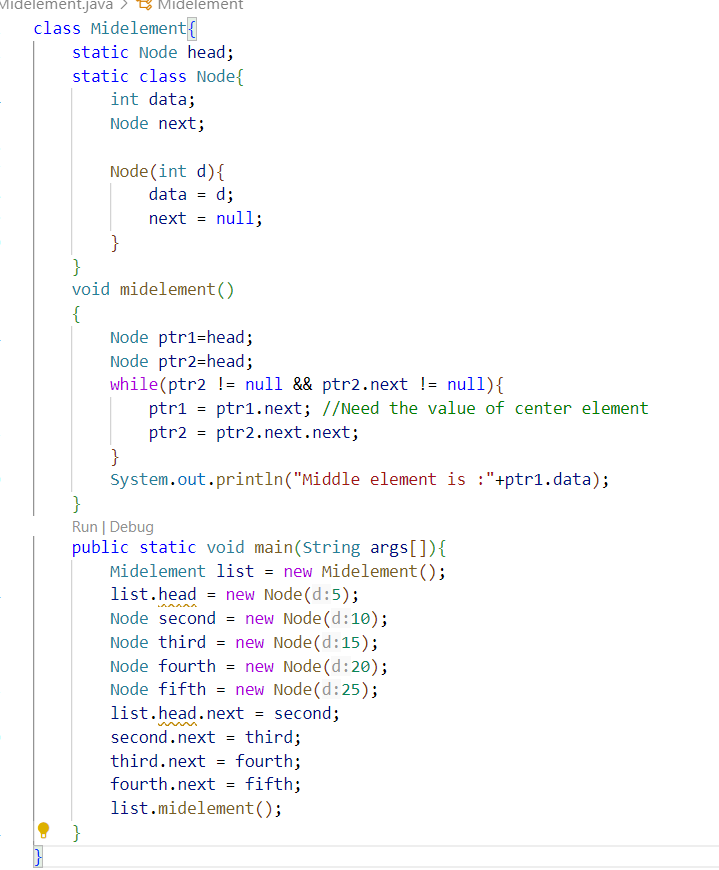 Midelement.java > Midelement
class Midelement{
    static Node head;
    static class Node{
        int data;
        Node next;

        Node(int d){
            data = d;
            next = null;
        }
    }
    void midelement()
    {
        Node ptr1=head;
        Node ptr2=head;
        while(ptr2 != null && ptr2.next != null){
            ptr1 = ptr1.next; //Need the value of center element
            ptr2 = ptr2.next.next;
        }
        System.out.println("Middle element is :"+ptr1.data);
    }
    Run | Debug
    public static void main(String args[]){
        Midelement list = new Midelement();
        list.head = new Node(d:5);
        Node second = new Node(d:10);
        Node third = new Node(d:15);
        Node fourth = new Node(d:20);
        Node fifth = new Node(d:25);
        list.head.next = second;
        second.next = third;
        third.next = fourth;
        fourth.next = fifth;
        list.midelement();
    }
}